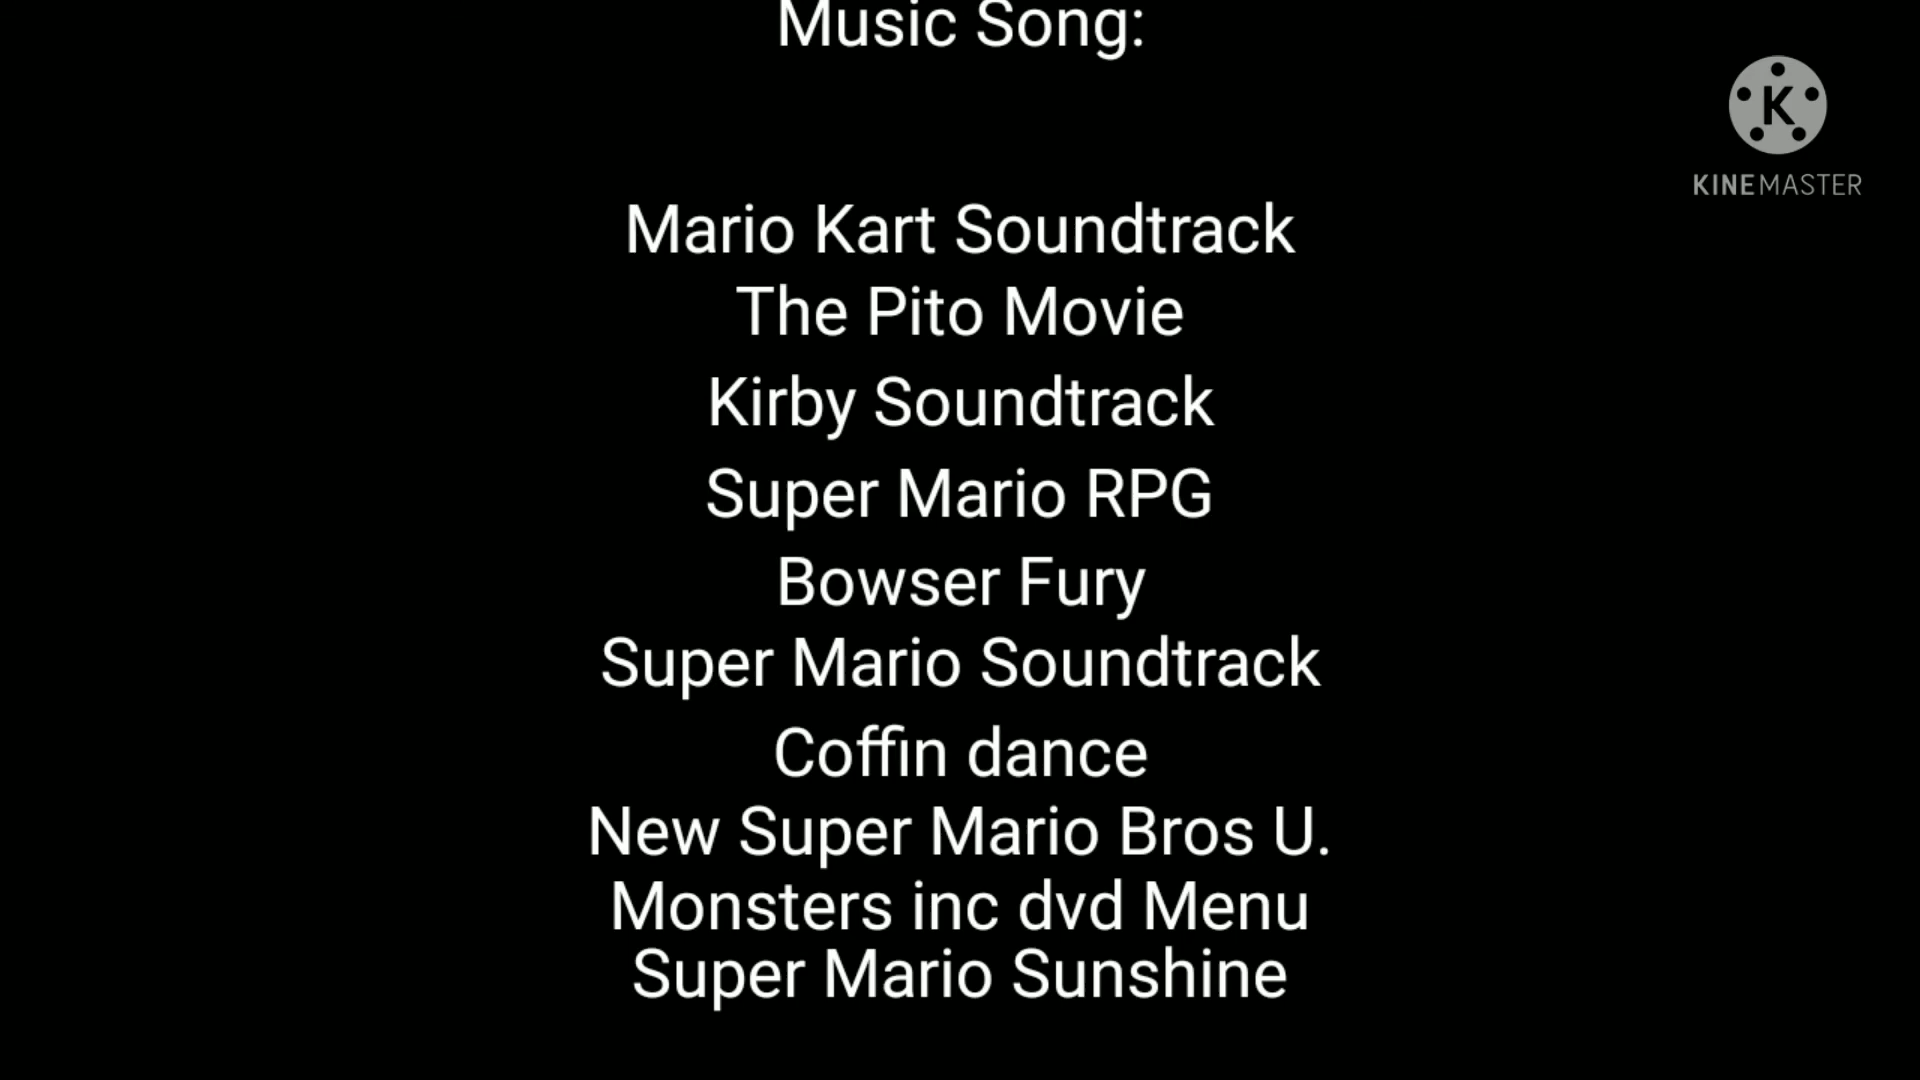 Music Song:
K
KINEMASTER
Mario Kart Soundtrack
The Pito Movie
Kirby Soundtrack
Super Mario RPG
Bowser Fury
Super Mario Soundtrack
Coffin dance
New Super Mario Bros U.
Monsters inc dvd Menu
Super Mario Sunshine